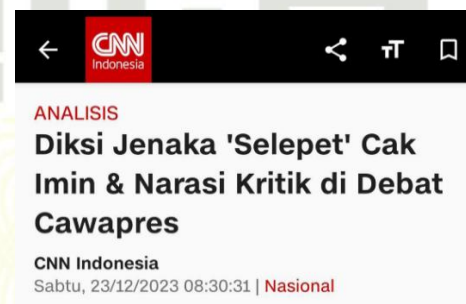 CNN
Indonesia
TT
ANALISIS
Diksi Jenaka 'Selepet' Cak
Imin & Narasi Kritik di Debat
Cawapres
CNN Indonesia
Sabtu, 23/12/2023 08:30:31 | Nasional